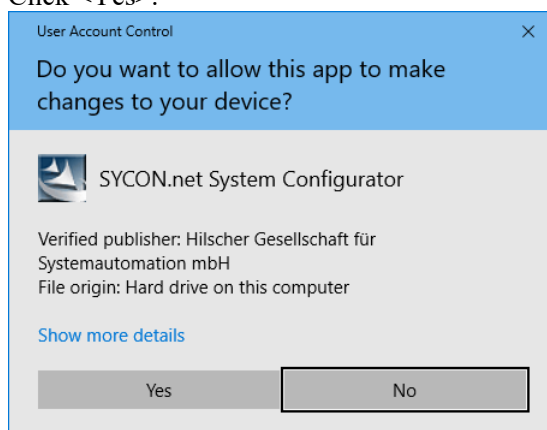 Click <Yes>.
User Account Control
Do you want to allow this app to make
changes to your device?
SYCON.net System Configurator
Verified publisher: Hilscher Gesellschaft für
Systemautomation mbH
File origin: Hard drive on this computer
Show more details
Yes No